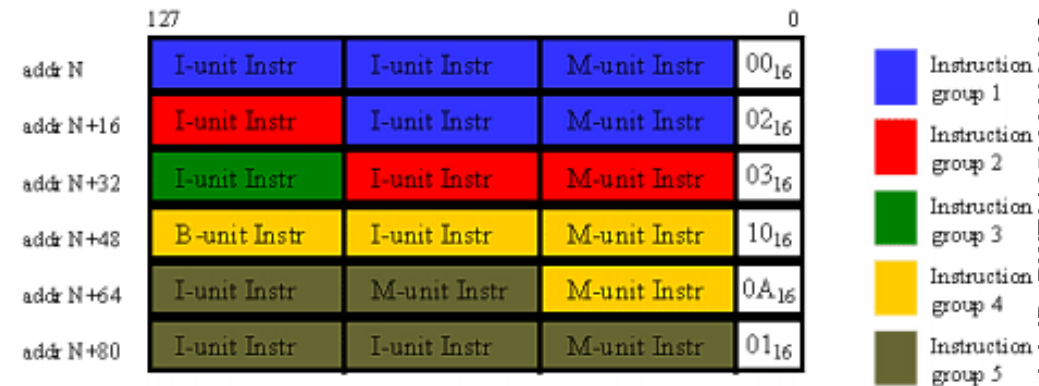 127 0
addr N I-unit Instr I-unit Instr M-unit Instr 00₁₆
addr N+16 I-unit Instr I-unit Instr M-unit Instr 02₁₆
addr N+32 I-unit Instr I-unit Instr M-unit Instr 03₁₆
addr N+48 B-unit Instr I-unit Instr M-unit Instr 10₁₆
addr N+64 I-unit Instr M-unit Instr M-unit Instr 0A₁₆
addr N+80 I-unit Instr I-unit Instr M-unit Instr 01₁₆
Instruction
group 1
Instruction
group 2
Instruction
group 3
Instruction
group 4
Instruction
group 5